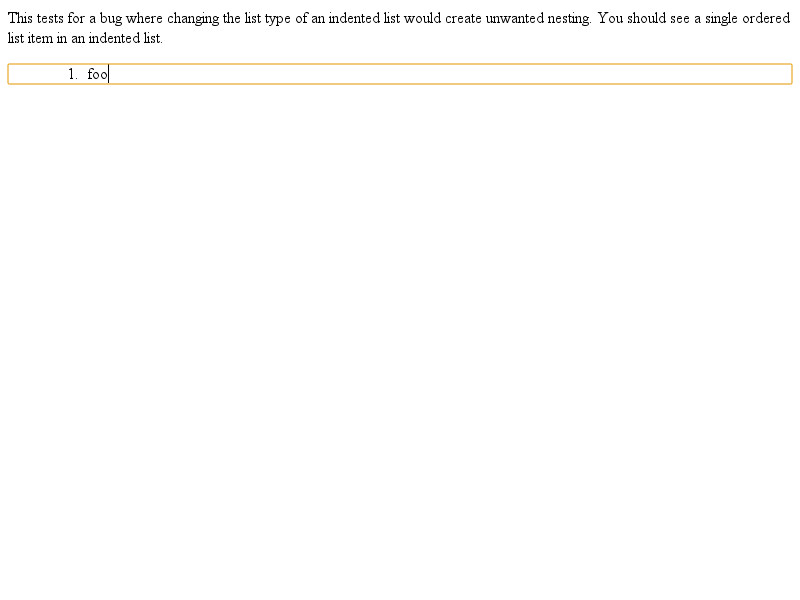 This tests for a bug where changing the list type of an indented list would create unwanted nesting. You should see a single ordered
list item in an indented list.
1. foo